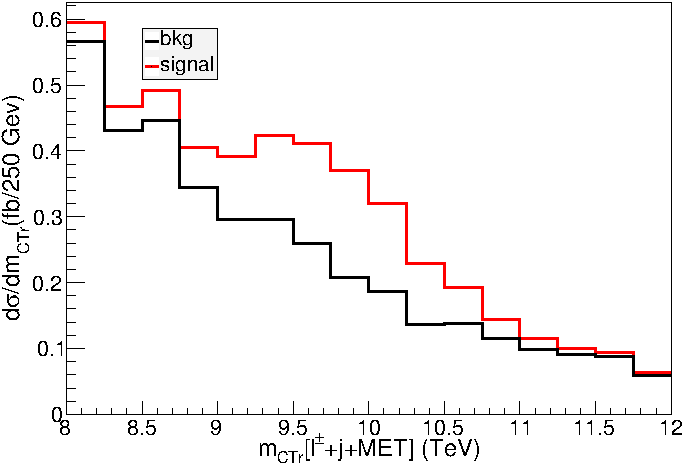 dσ/dm_CTr(fb/250 Gev)
0.6
0.5
0.4
0.3
0.2
0.1
0
bkg
signal
8 8.5 9 9.5 10 10.5 11 11.5 12
m_CTr[l^±+j+MET] (TeV)